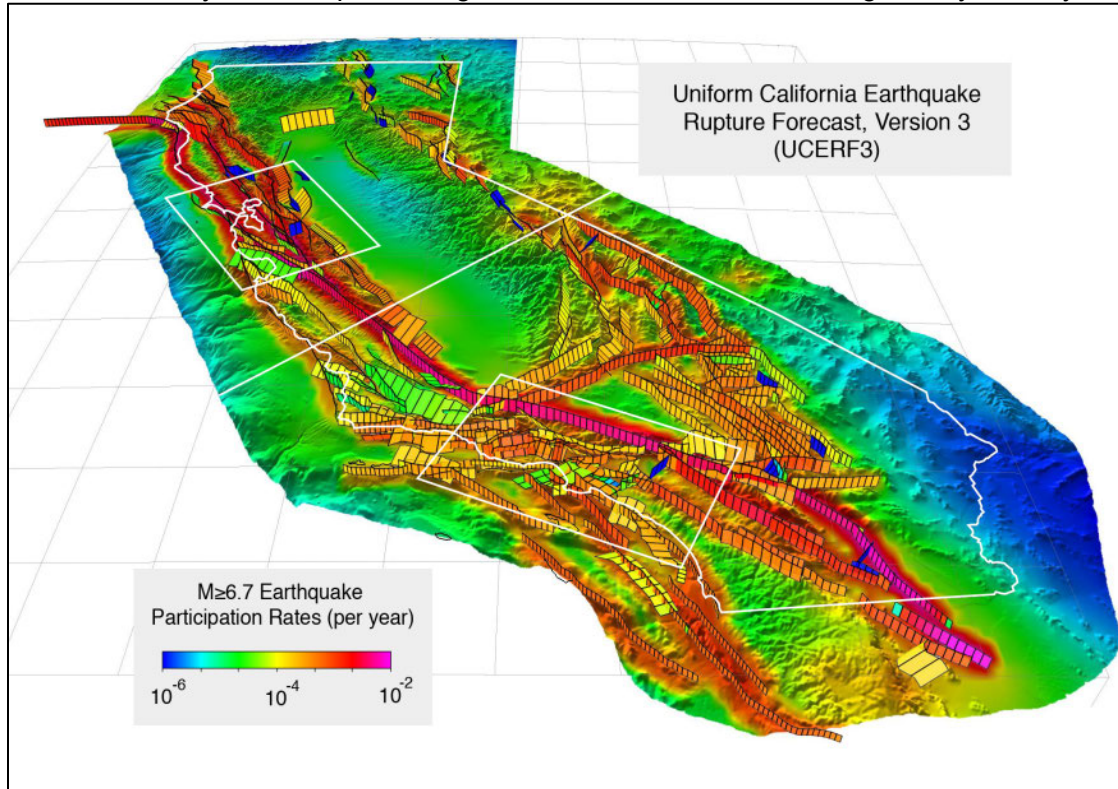 Uniform California Earthquake
Rupture Forecast, Version 3
(UCERF3)
M≥6.7 Earthquake
Participation Rates (per year)
10⁻⁶ 10⁻⁴ 10⁻²